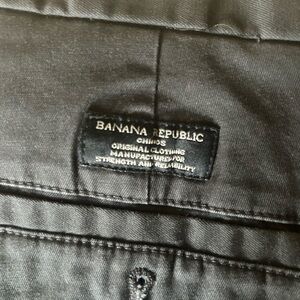 BANANA REPUBLIC
CHINOS
ORIGINAL CLOTHING
MANUFACTURED FOR
STRENGTH AND RELIABILITY